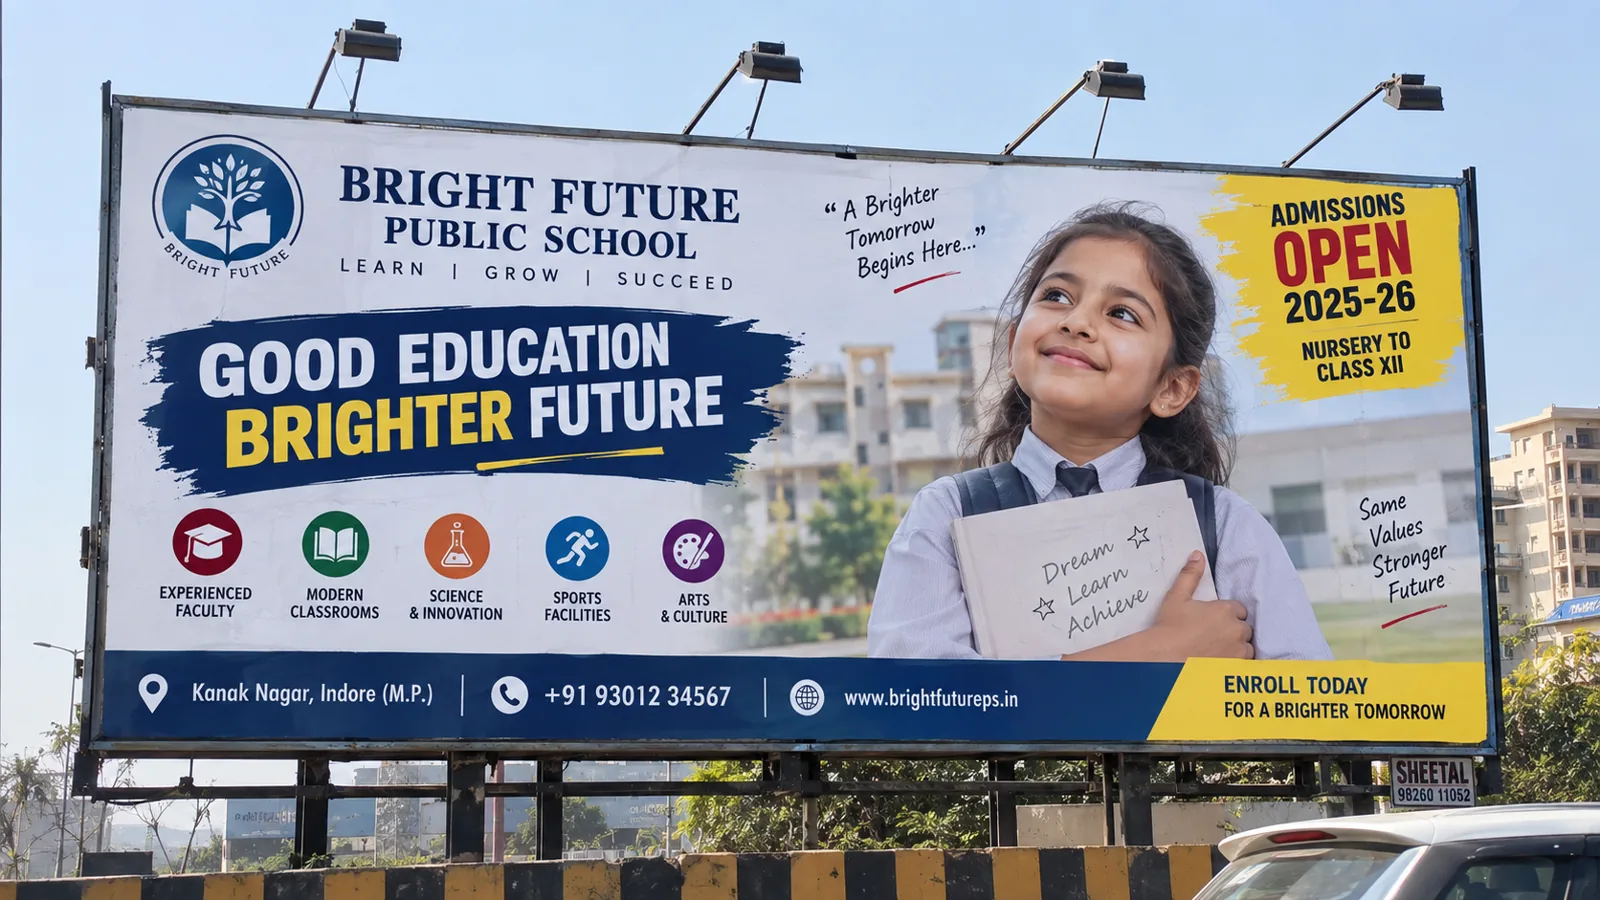 BRIGHT FUTURE
BRIGHT FUTURE
PUBLIC SCHOOL
LEARN | GROW | SUCCEED
“ A Brighter
Tomorrow
Begins Here...”
ADMISSIONS
OPEN
2025-26
NURSERY TO
CLASS XII
GOOD EDUCATION
BRIGHTER FUTURE
EXPERIENCED
FACULTY
MODERN
CLASSROOMS
SCIENCE
& INNOVATION
SPORTS
FACILITIES
ARTS
& CULTURE
Dream
Learn
Achieve
Same
Values
Stronger
Future
Kanak Nagar, Indore (M.P.)
+91 93012 34567
www.brightfutureps.in
ENROLL TODAY
FOR A BRIGHTER TOMORROW
SHEETAL
98260 11052